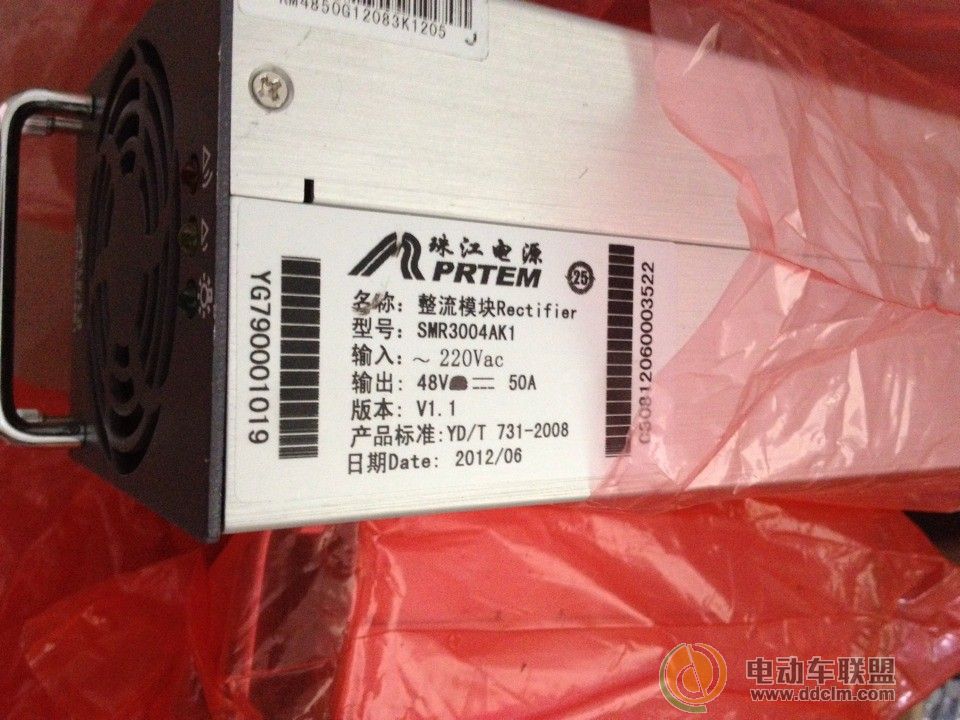 RM4850G12083K1205 J
珠江电源
PRTEM
25
名称: 整流模块Rectifier
型号: SMR3004AK1
输入: ～ 220Vac
输出: 48V 50A
版本: V1.1
产品标准:YD/T 731-2008
日期Date: 2012/06
YG790001019
050812060003522
电动车联盟
www.ddclm.com